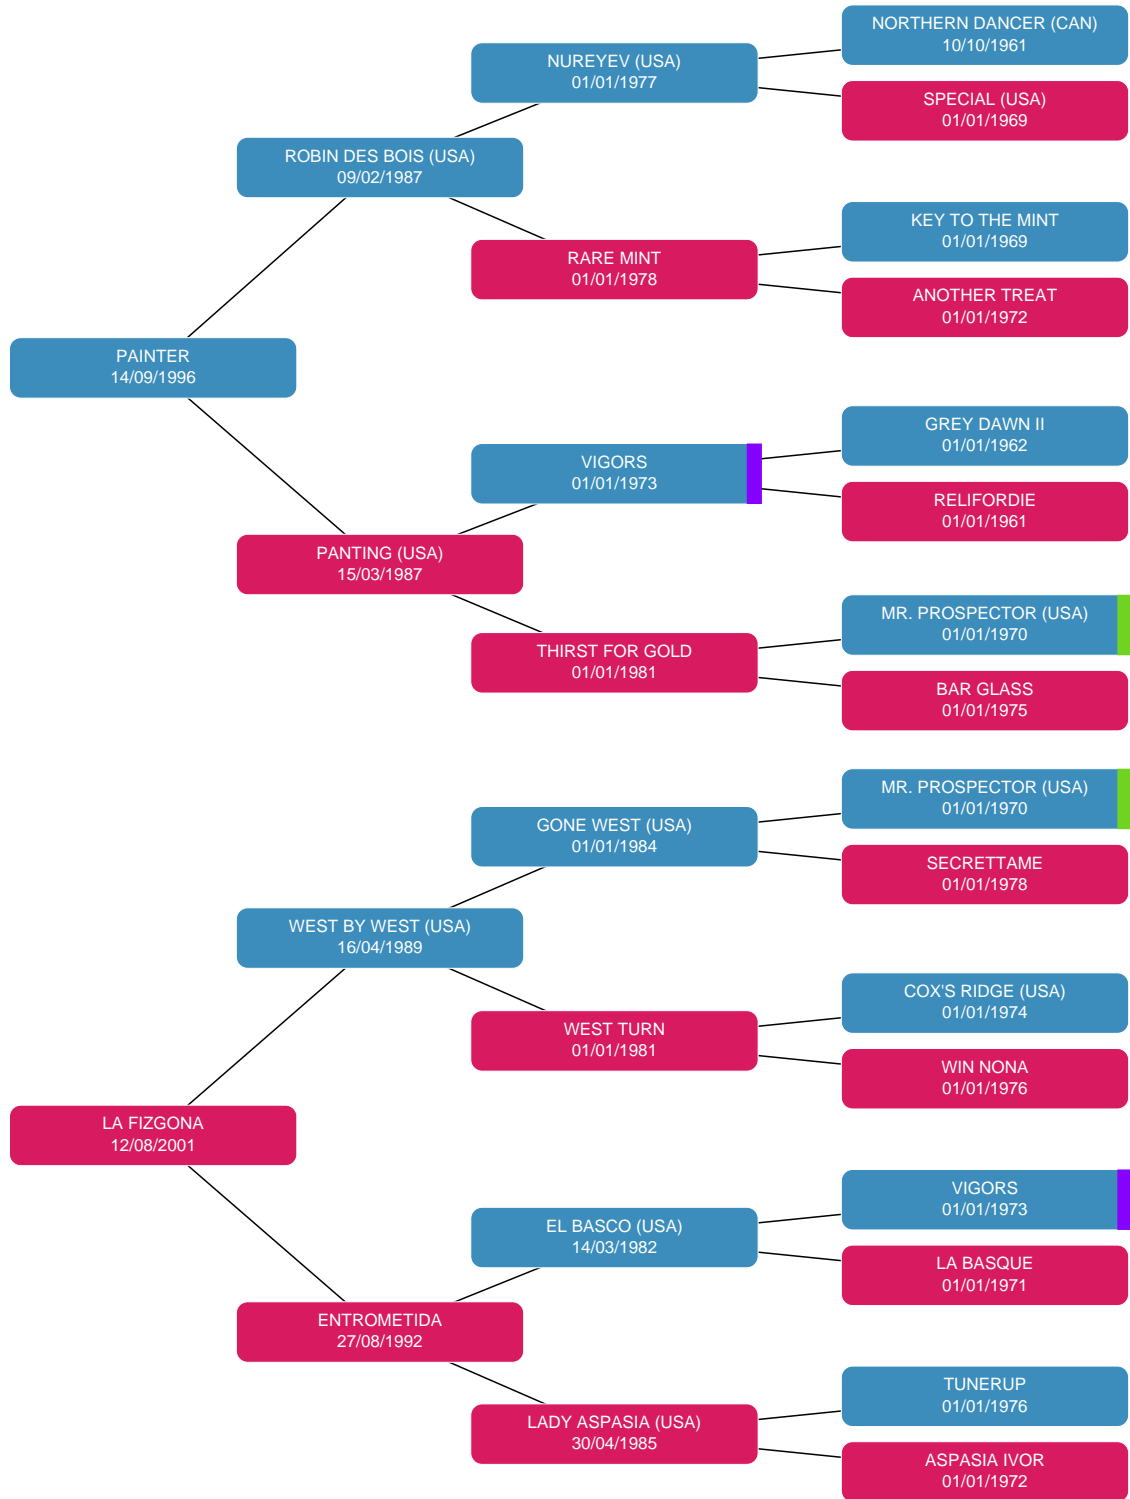 NORTHERN DANCER (CAN)
10/10/1961
NUREYEV (USA)
01/01/1977
SPECIAL (USA)
01/01/1969
ROBIN DES BOIS (USA)
09/02/1987
KEY TO THE MINT
01/01/1969
RARE MINT
01/01/1978
ANOTHER TREAT
01/01/1972
PAINTER
14/09/1996
GREY DAWN II
01/01/1962
VIGORS
01/01/1973
RELIFORDIE
01/01/1961
PANTING (USA)
15/03/1987
MR. PROSPECTOR (USA)
01/01/1970
THIRST FOR GOLD
01/01/1981
BAR GLASS
01/01/1975
MR. PROSPECTOR (USA)
01/01/1970
GONE WEST (USA)
01/01/1984
SECRETTAME
01/01/1978
WEST BY WEST (USA)
16/04/1989
COX'S RIDGE (USA)
01/01/1974
WEST TURN
01/01/1981
WIN NONA
01/01/1976
LA FIZGONA
12/08/2001
VIGORS
01/01/1973
EL BASCO (USA)
14/03/1982
LA BASQUE
01/01/1971
ENTROMETIDA
27/08/1992
TUNERUP
01/01/1976
LADY ASPASIA (USA)
30/04/1985
ASPASIA IVOR
01/01/1972